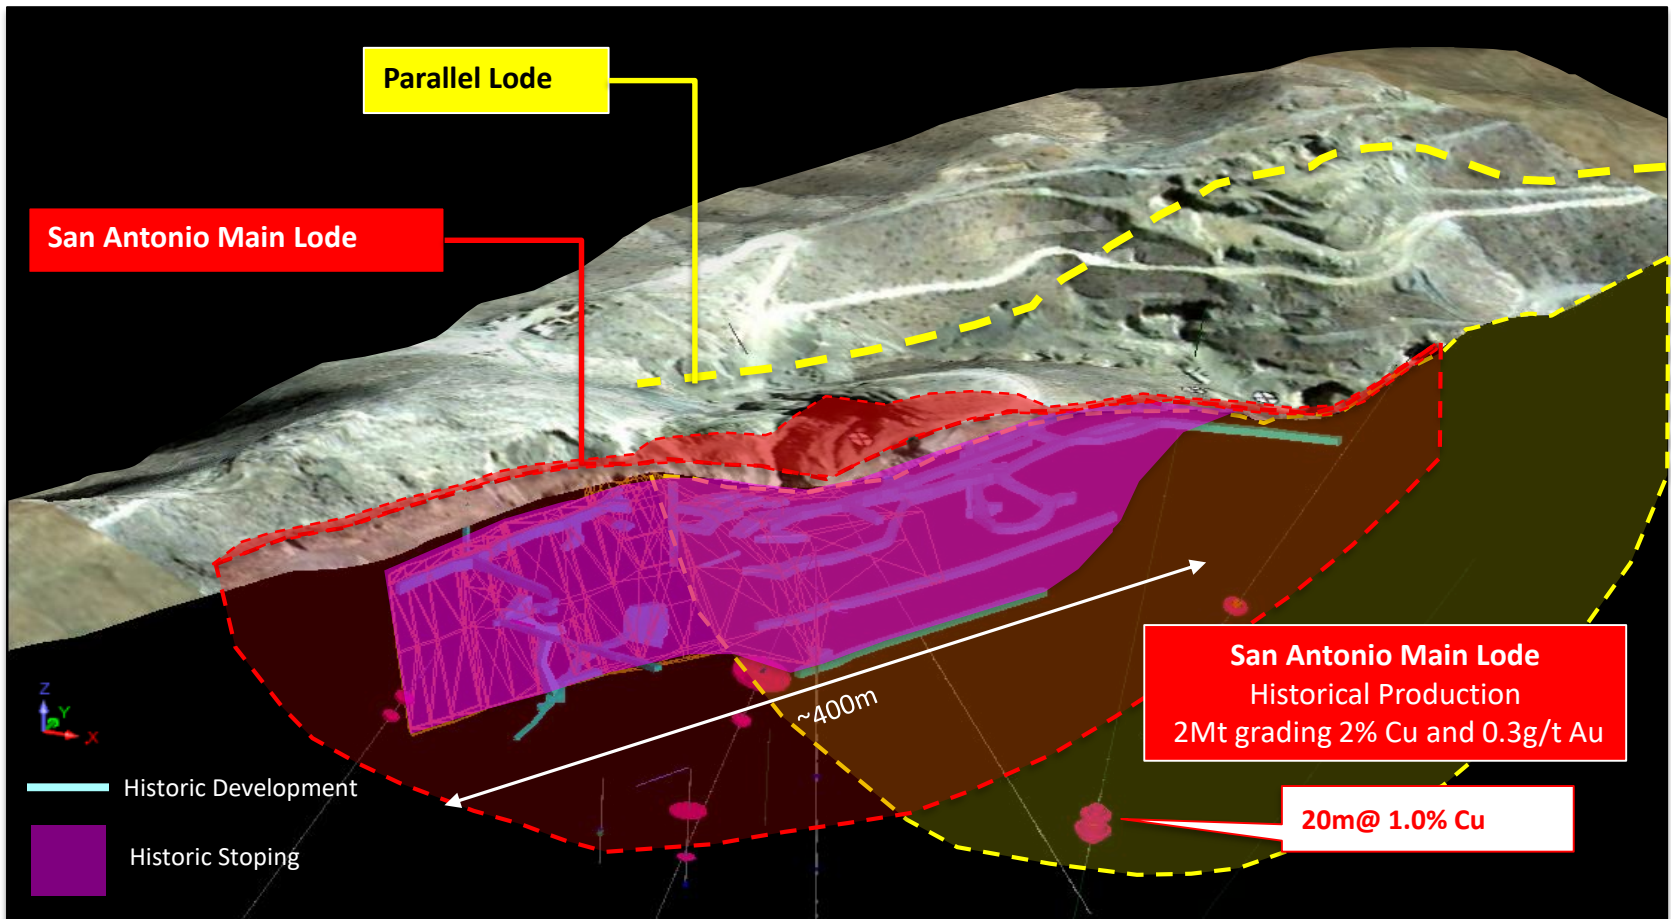 Parallel Lode
San Antonio Main Lode
~400m
San Antonio Main Lode
Historical Production
2Mt grading 2% Cu and 0.3g/t Au
20m@ 1.0% Cu
Z
Y
X
Historic Development
Historic Stoping